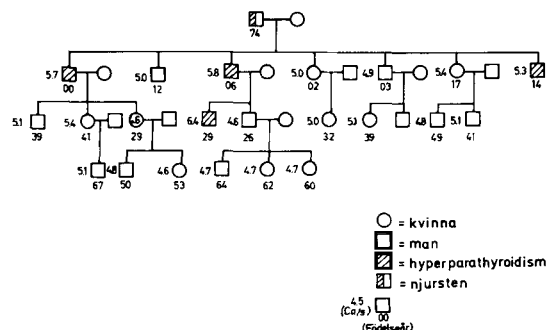 74
5.7 5.0 5.8 5.0 4.9 5.4 5.3
00 12 06 02 03 17 14
5.1 5.4 4.6 6.4 4.6 5.0 4.8 5.1
39 41 29 29 26 32 39 49 41
5.1 4.8 4.6 4.7 4.7 4.7
67 50 53 64 62 60
= kvinna
= man
= hyperparathyroidism
= njursten
4.5
(Ca/s)
00
(Födelseår)